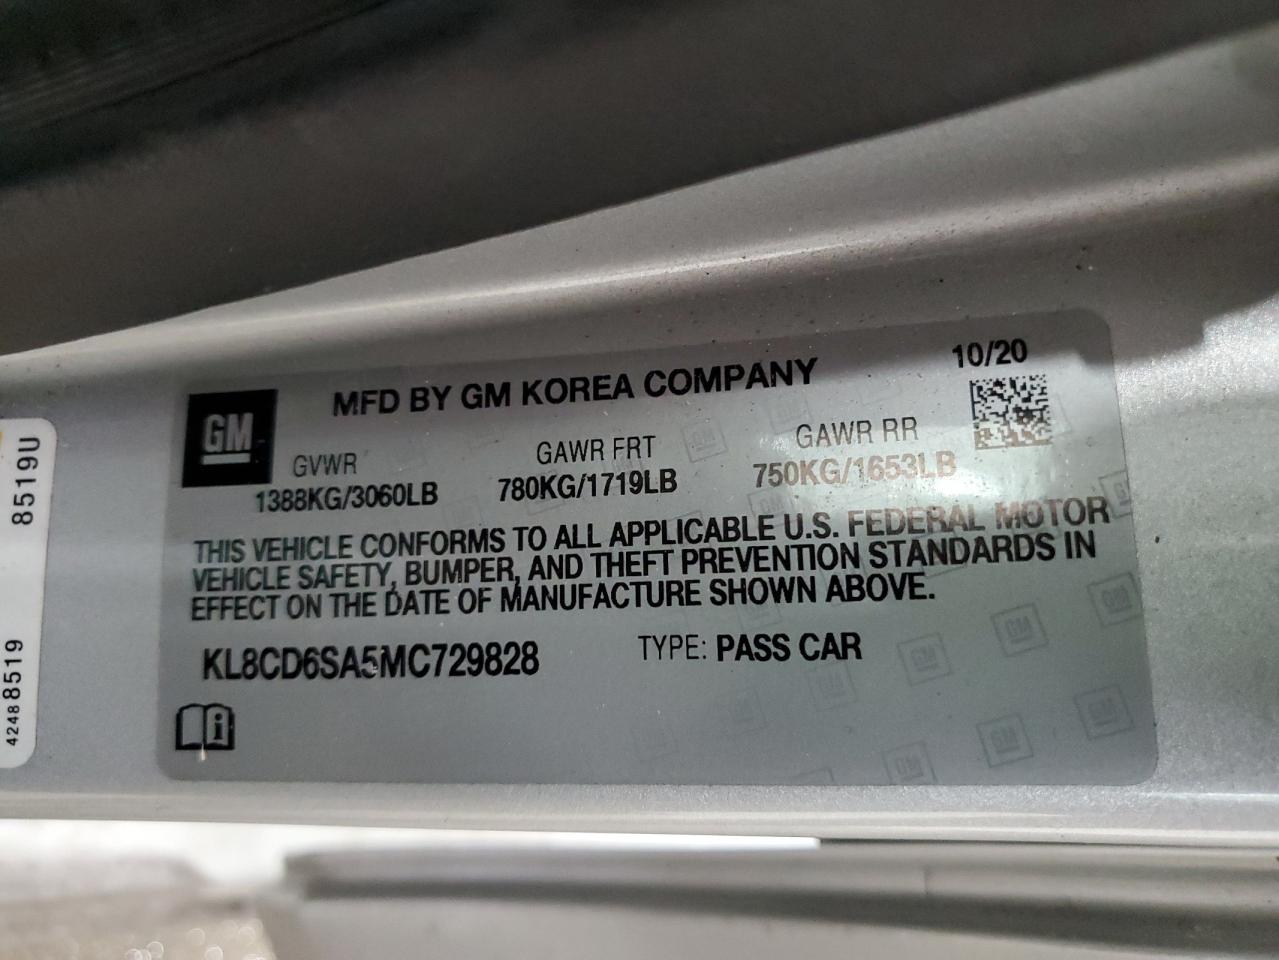 GM
MFD BY GM KOREA COMPANY
10/20
GVWR
GAWR FRT
GAWR RR
1388KG/3060LB
780KG/1719LB
750KG/1653LB
THIS VEHICLE CONFORMS TO ALL APPLICABLE U.S. FEDERAL MOTOR
VEHICLE SAFETY, BUMPER, AND THEFT PREVENTION STANDARDS IN
EFFECT ON THE DATE OF MANUFACTURE SHOWN ABOVE.
KL8CD6SA5MC729828
TYPE: PASS CAR
42488519
8519U